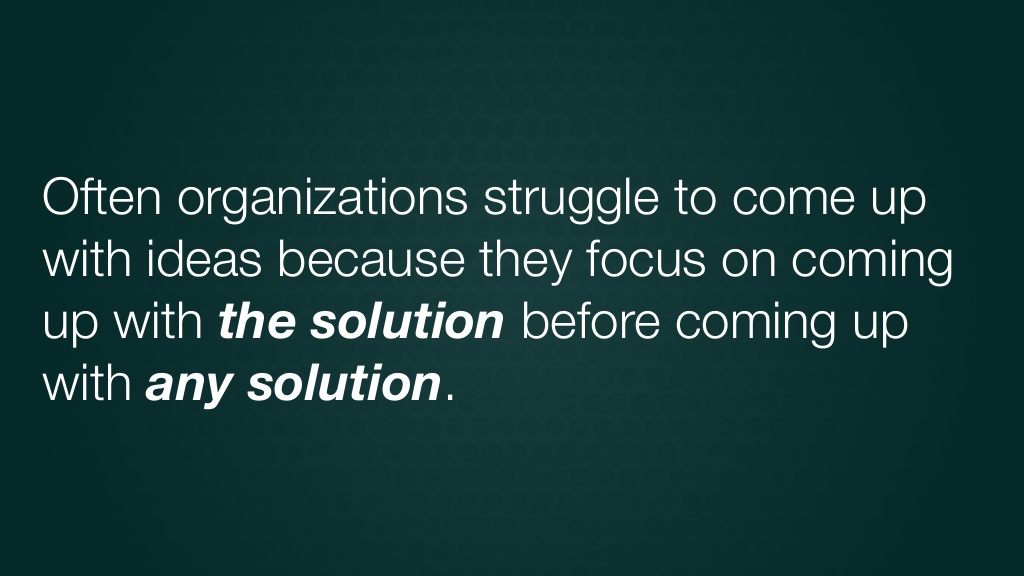 Often organizations struggle to come up
with ideas because they focus on coming
up with the solution before coming up
with any solution.